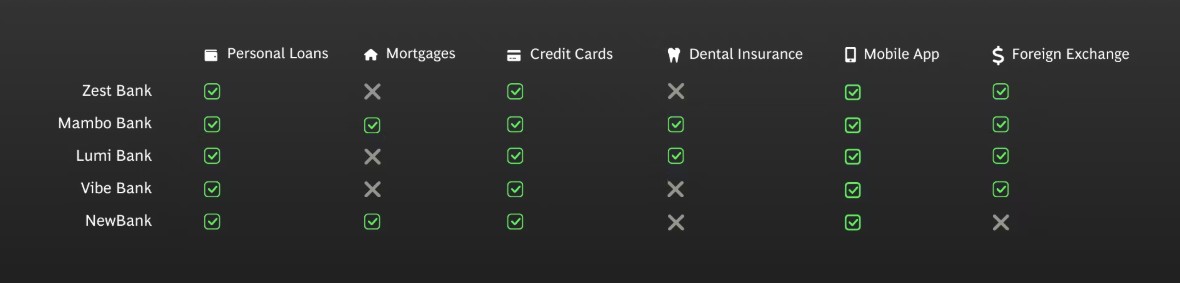 Personal Loans Mortgages Credit Cards Dental Insurance Mobile App Foreign Exchange
Zest Bank
Mambo Bank
Lumi Bank
Vibe Bank
NewBank